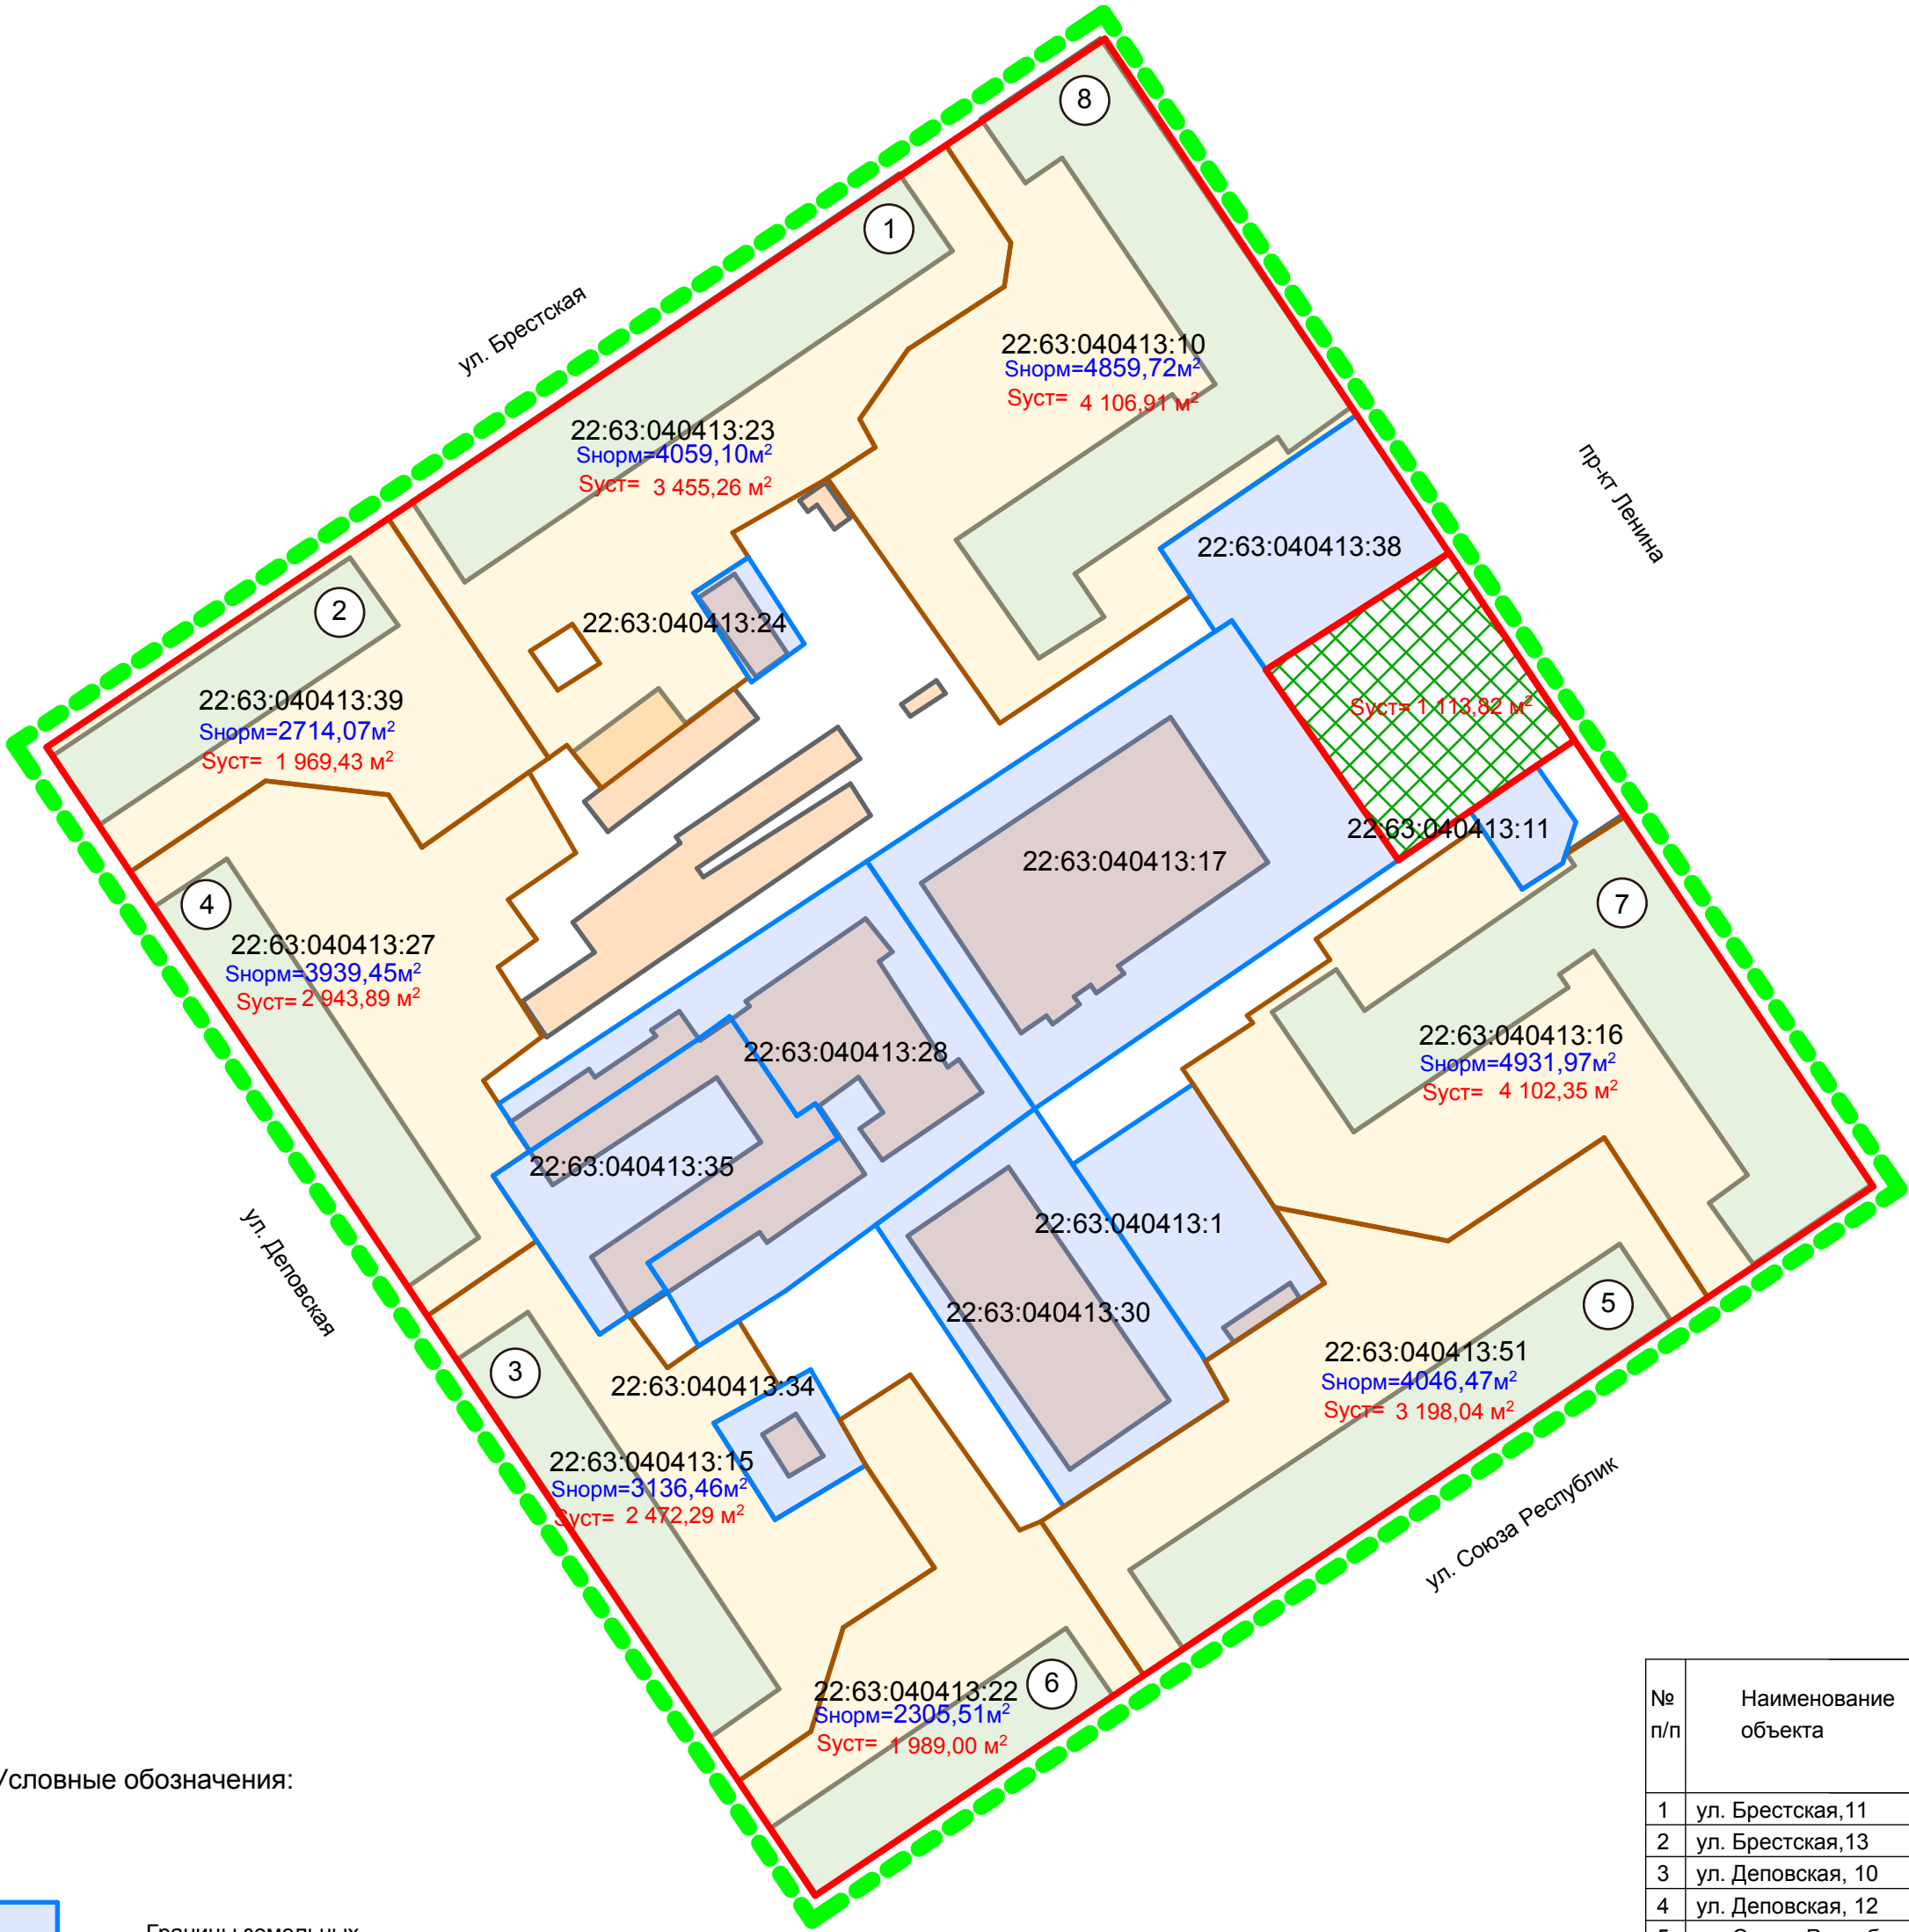 8
1
ул. Брестская
22:63:040413:10
Sнорм=4859,72м²
Sуст= 4 106,91 м²
22:63:040413:23
Sнорм=4059,10м²
Sуст= 3 455,26 м²
пр-кт Ленина
22:63:040413:38
2
22:63:040413:24
22:63:040413:39
Sнорм=2714,07м²
Sуст= 1 969,43 м²
Sуст= 1 113,82 м²
22:63:040413:11
22:63:040413:17
4
7
22:63:040413:27
Sнорм=3939,45м²
Sуст= 2 943,89 м²
22:63:040413:28
22:63:040413:16
Sнорм=4931,97м²
Sуст= 4 102,35 м²
22:63:040413:35
ул. Деповская
22:63:040413:1
22:63:040413:30
5
3
22:63:040413:34
22:63:040413:51
Sнорм=4046,47м²
Sуст= 3 198,04 м²
22:63:040413:15
Sнорм=3136,46м²
Sуст= 2 472,29 м²
ул. Союза Республик
22:63:040413:22
Sнорм=2305,51м²
Sуст= 1 989,00 м²
6
Условные обозначения:
№ п/п
Наименование объекта
1 ул. Брестская,11
2 ул. Брестская,13
3 ул. Деповская, 10
4 ул. Деповская, 12